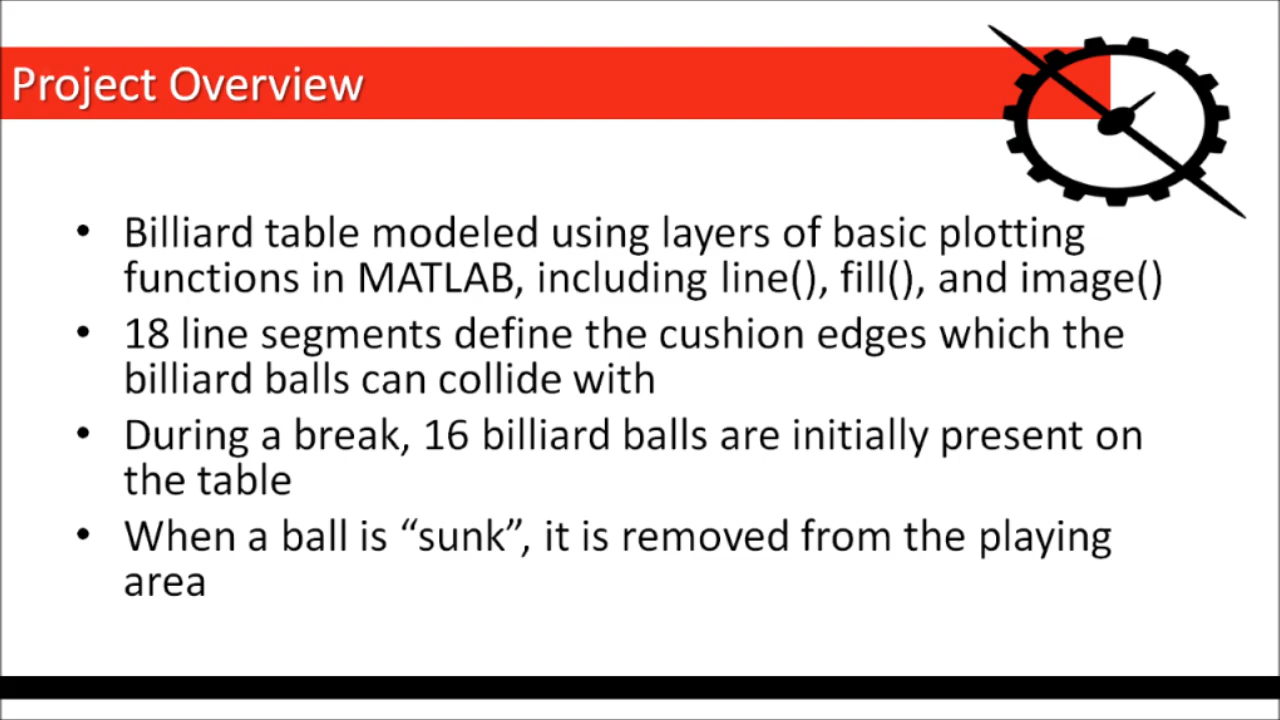 Project Overview
• Billiard table modeled using layers of basic plotting
functions in MATLAB, including line(), fill(), and image()
• 18 line segments define the cushion edges which the
billiard balls can collide with
• During a break, 16 billiard balls are initially present on
the table
• When a ball is “sunk”, it is removed from the playing
area